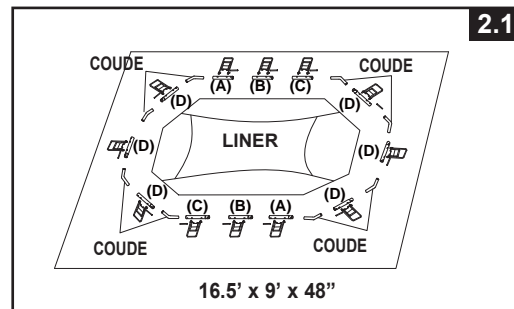 2.1
COUDE COUDE
(A) (B) (C)
(D) (D)
LINER
(D) (D)
(D) (D)
(C) (B) (A)
COUDE COUDE
16.5’ x 9’ x 48”